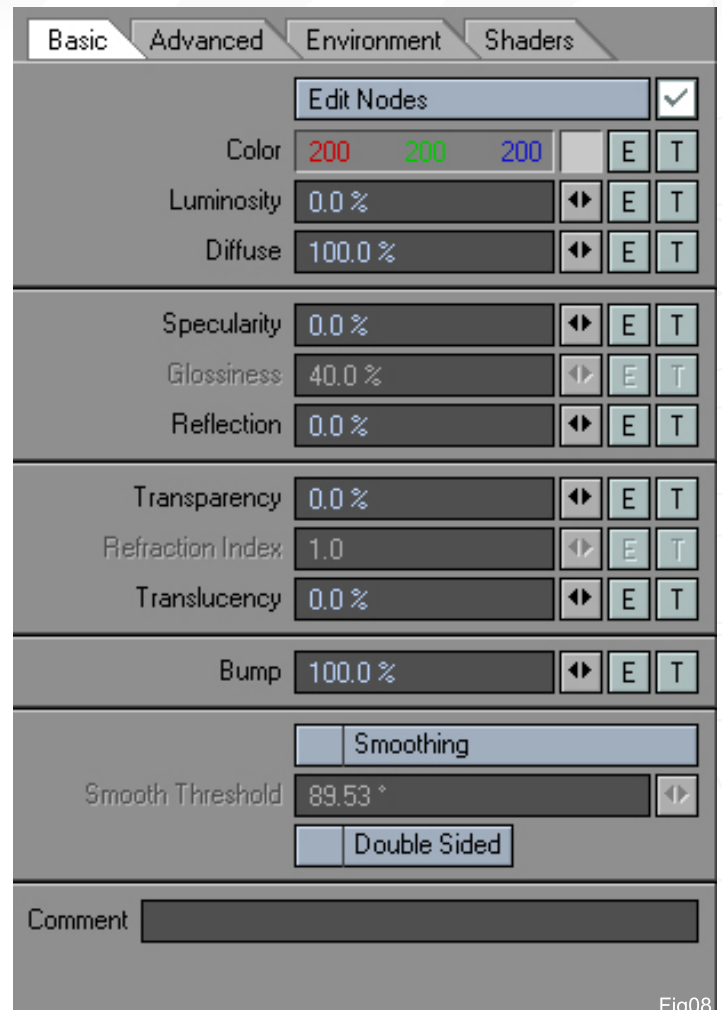 Basic Advanced Environment Shaders
Edit Nodes
Color 200 200 200 E T
Luminosity 0.0 % E T
Diffuse 100.0 % E T
Specularity 0.0 % E T
Glossiness 40.0 % E T
Reflection 0.0 % E T
Transparency 0.0 % E T
Refraction Index 1.0 E T
Translucency 0.0 % E T
Bump 100.0 % E T
Smoothing
Smooth Threshold 89.53 °
Double Sided
Comment
Fig08